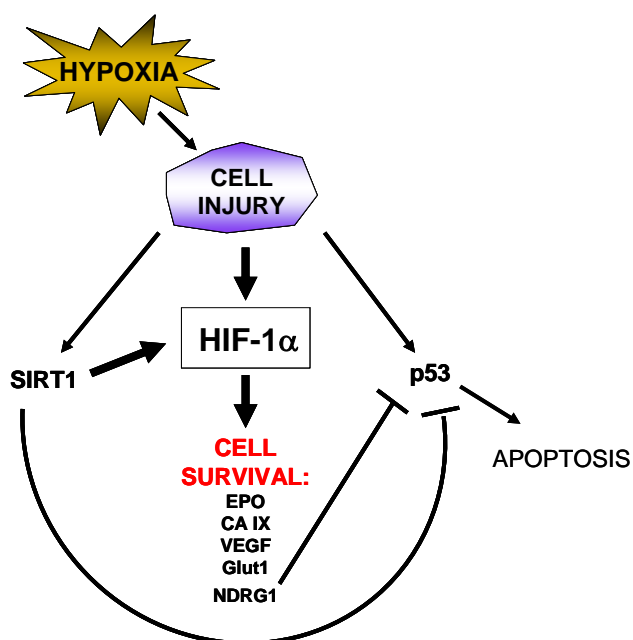 HYPOXIA
CELL
INJURY
HIF-1α
SIRT1
p53
APOPTOSIS
CELL
SURVIVAL:
EPO
CA IX
VEGF
Glut1
NDRG1